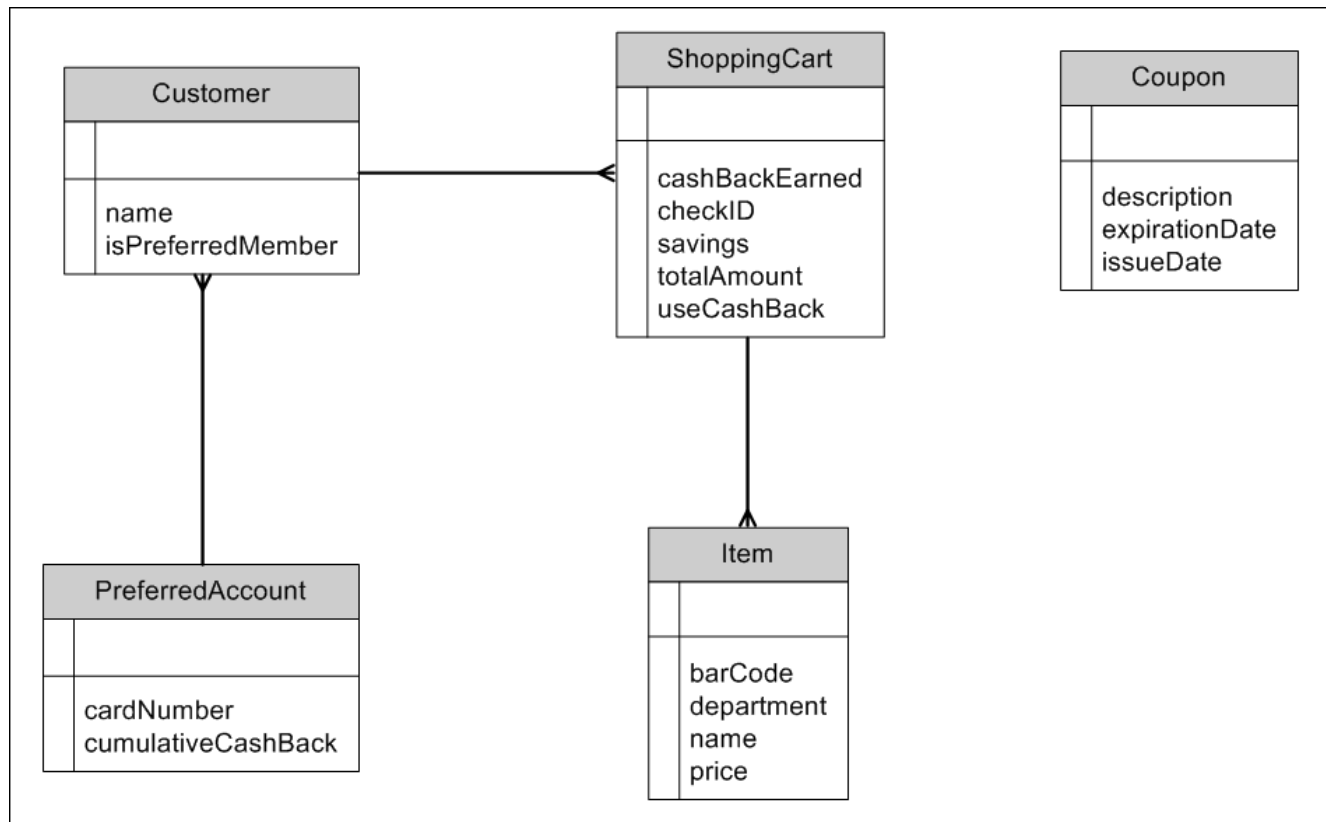 Customer
name
isPreferredMember
ShoppingCart
cashBackEarned
checkID
savings
totalAmount
useCashBack
Coupon
description
expirationDate
issueDate
PreferredAccount
cardNumber
cumulativeCashBack
Item
barCode
department
name
price